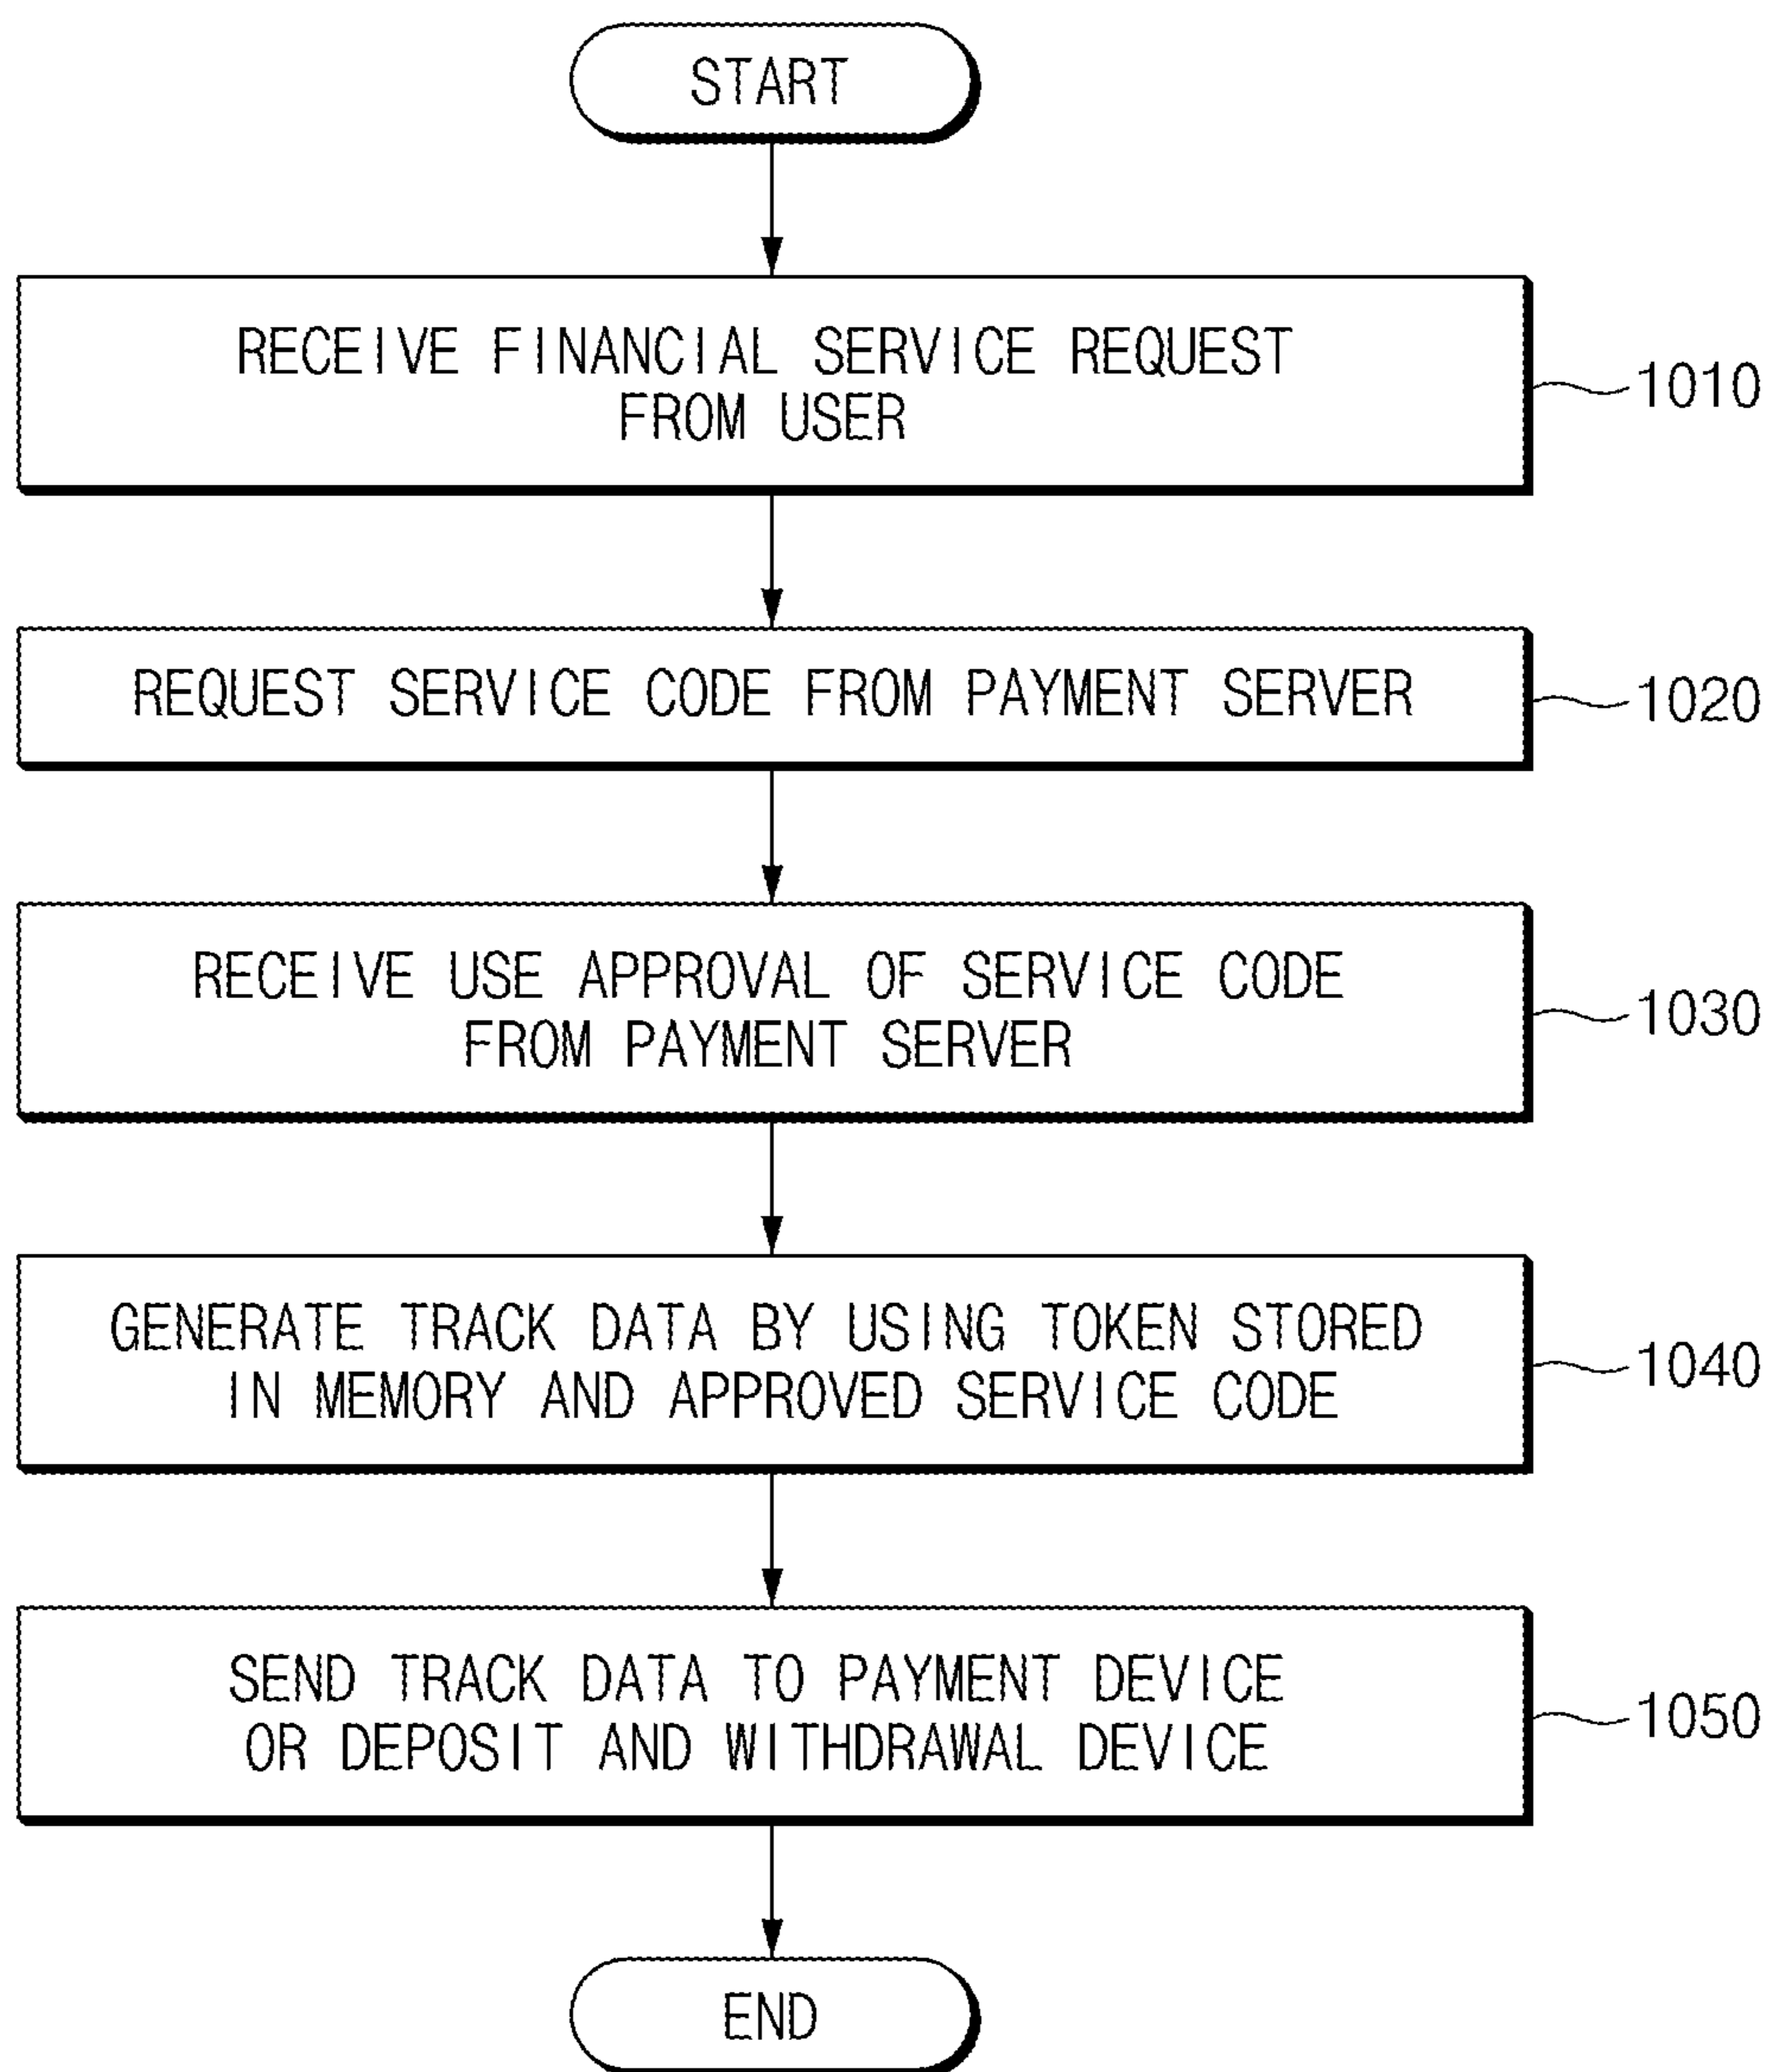 START
RECEIVE FINANCIAL SERVICE REQUEST
FROM USER
1010
REQUEST SERVICE CODE FROM PAYMENT SERVER
1020
RECEIVE USE APPROVAL OF SERVICE CODE
FROM PAYMENT SERVER
1030
GENERATE TRACK DATA BY USING TOKEN STORED
IN MEMORY AND APPROVED SERVICE CODE
1040
SEND TRACK DATA TO PAYMENT DEVICE
OR DEPOSIT AND WITHDRAWAL DEVICE
1050
END